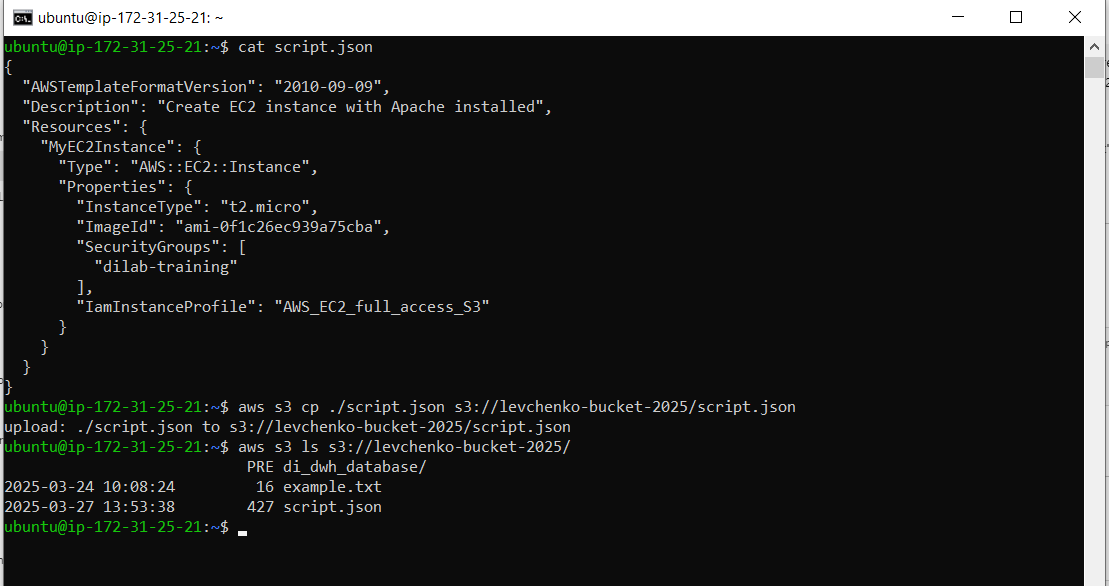 ubuntu@ip-172-31-25-21: ~
ubuntu@ip-172-31-25-21:~$ cat script.json
{
  "AWSTemplateFormatVersion": "2010-09-09",
  "Description": "Create EC2 instance with Apache installed",
  "Resources": {
    "MyEC2Instance": {
      "Type": "AWS::EC2::Instance",
      "Properties": {
        "InstanceType": "t2.micro",
        "ImageId": "ami-0f1c26ec939a75cba",
        "SecurityGroups": [
          "dilab-training"
        ],
        "IamInstanceProfile": "AWS_EC2_full_access_S3"
      }
    }
  }
}
ubuntu@ip-172-31-25-21:~$ aws s3 cp ./script.json s3://levchenko-bucket-2025/script.json
upload: ./script.json to s3://levchenko-bucket-2025/script.json
ubuntu@ip-172-31-25-21:~$ aws s3 ls s3://levchenko-bucket-2025/
                           PRE di_dwh_database/
2025-03-24 10:08:24         16 example.txt
2025-03-27 13:53:38        427 script.json
ubuntu@ip-172-31-25-21:~$